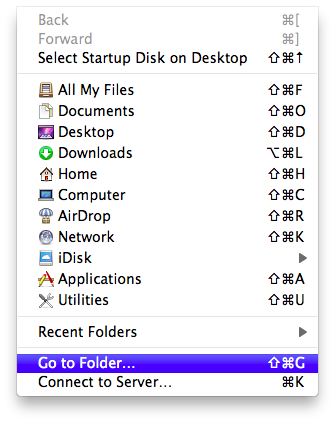 Back ⌘[
Forward ⌘]
Select Startup Disk on Desktop ⇧⌘↑
All My Files ⇧⌘F
Documents ⇧⌘O
Desktop ⇧⌘D
Downloads ⌥⌘L
Home ⇧⌘H
Computer ⇧⌘C
AirDrop ⇧⌘R
Network ⇧⌘K
iDisk
Applications ⇧⌘A
Utilities ⇧⌘U
Recent Folders
Go to Folder... ⇧⌘G
Connect to Server... ⌘K